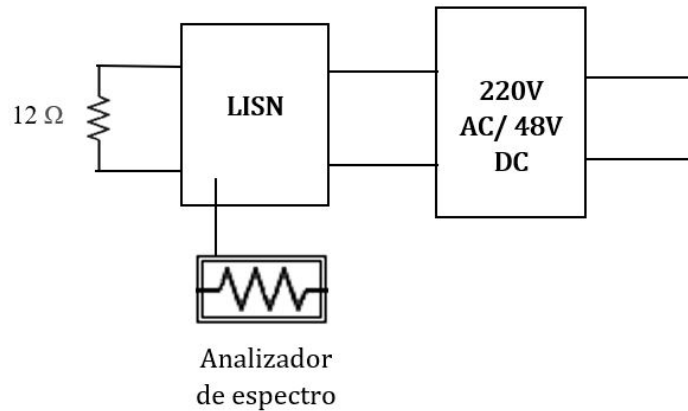 12 Ω
LISN
220V
AC/ 48V
DC
Analizador
de espectro